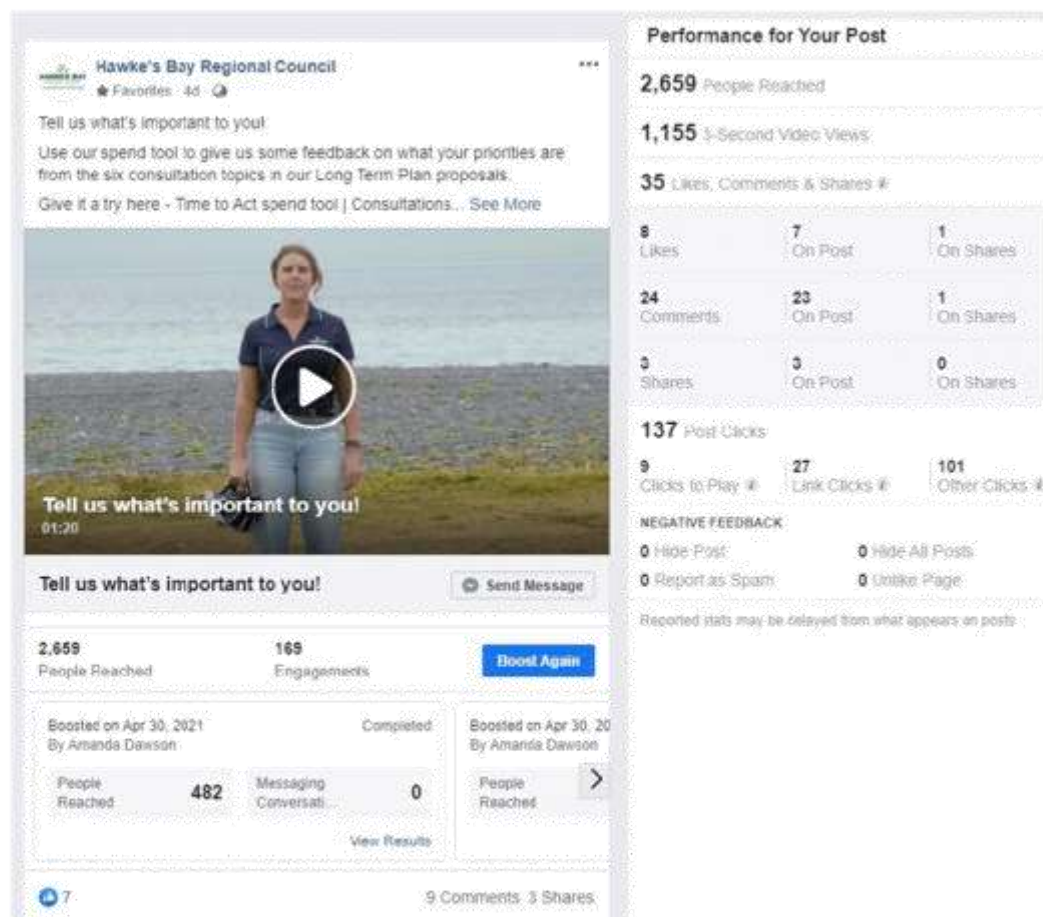 Hawke's Bay Regional Council
Favorites 4d
Tell us what's important to you!
Use our spend tool to give us some feedback on what your priorities are
from the six consultation topics in our Long Term Plan proposals.
Give it a try here - Time to Act spend tool | Consultations... See More
Tell us what's important to you!
01:20
Tell us what's important to you!
Send Message
2,659 169
People Reached Engagements
Boost Again
Boosted on Apr 30, 2021 Completed
By Amanda Dawson
People Reached 482 Messaging Conversati... 0
View Results
Boosted on Apr 30, 20
By Amanda Dawson
People Reached
7 9 Comments 3 Shares
Performance for Your Post
2,659 People Reached
1,155 3-Second Video Views
35 Likes, Comments & Shares
8 7 1
Likes On Post On Shares
24 23 1
Comments On Post On Shares
3 3 0
Shares On Post On Shares
137 Post Clicks
9 27 101
Clicks to Play Link Clicks Other Clicks
NEGATIVE FEEDBACK
0 Hide Post 0 Hide All Posts
0 Report as Spam 0 Unlike Page
Reported stats may be delayed from what appears on posts